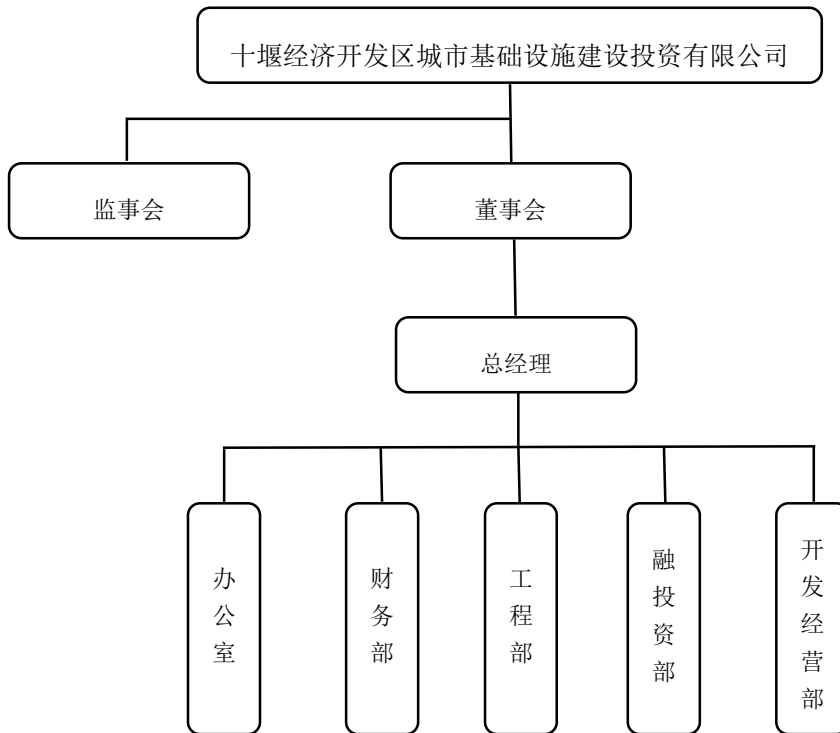 十堰经济开发区城市基础设施建设投资有限公司
监事会
董事会
总经理
办公室
财务部
工程部
融投资部
开发经营部